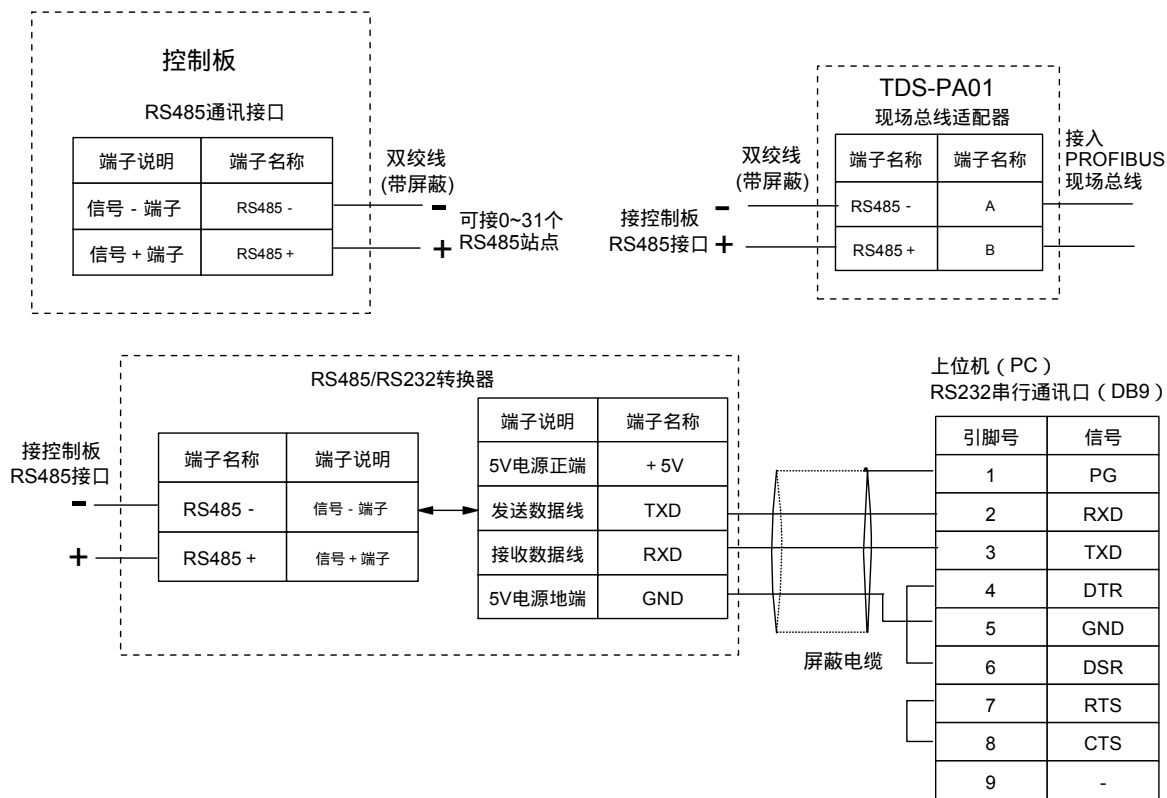 控制板
RS485通讯接口
端子说明 端子名称
信号 - 端子 RS485 -
信号 + 端子 RS485 +
双绞线
(带屏蔽)
-
+
可接0~31个
RS485站点
TDS-PA01
现场总线适配器
端子名称 端子名称
RS485 - A
RS485 + B
双绞线
(带屏蔽)
-
接控制板
RS485接口 +
接入
PROFIBUS
现场总线
RS485/RS232转换器
接控制板
RS485接口
-
+
端子名称 端子说明
RS485 - 信号 - 端子
RS485 + 信号 + 端子
端子说明 端子名称
5V电源正端 + 5V
发送数据线 TXD
接收数据线 RXD
5V电源地端 GND
屏蔽电缆
上位机（PC）
RS232串行通讯口（DB9）
引脚号 信号
1 PG
2 RXD
3 TXD
4 DTR
5 GND
6 DSR
7 RTS
8 CTS
9 -